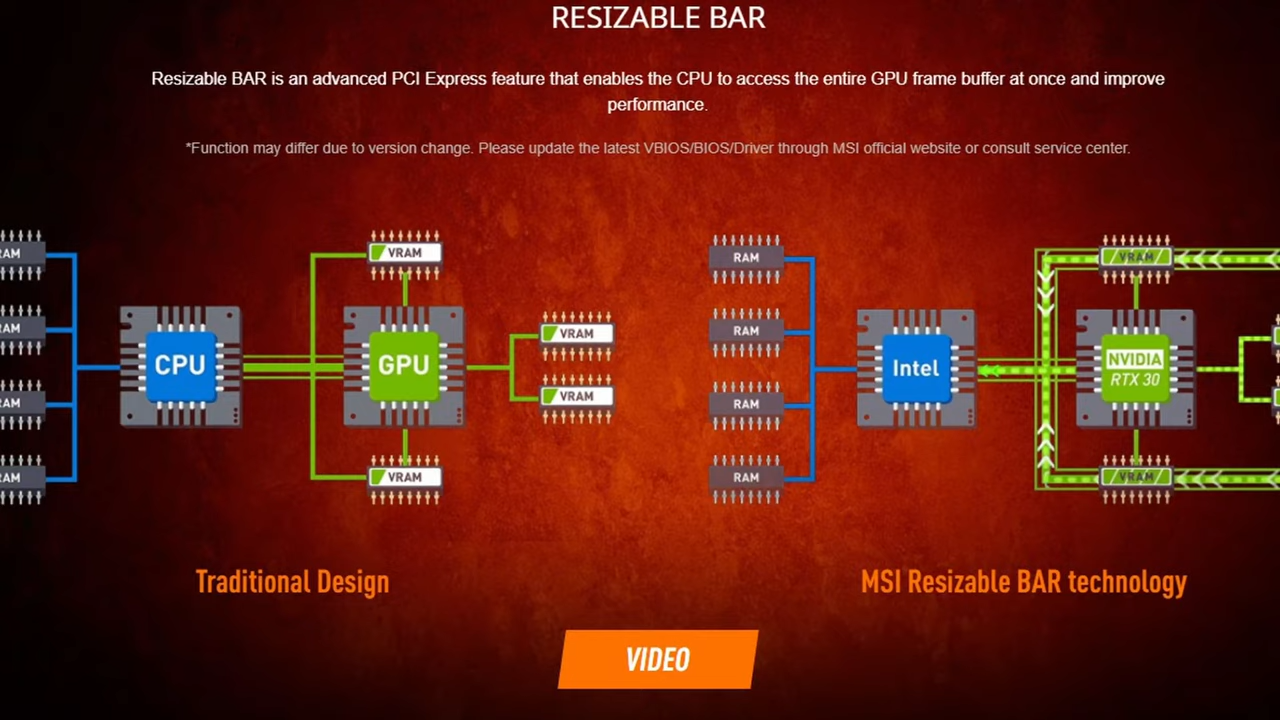 RESIZABLE BAR
Resizable BAR is an advanced PCI Express feature that enables the CPU to access the entire GPU frame buffer at once and improve
performance.
*Function may differ due to version change. Please update the latest VBIOS/BIOS/Driver through MSI official website or consult service center.
RAM
RAM
RAM
RAM
CPU
VRAM
GPU
VRAM
VRAM
VRAM
Traditional Design
RAM
RAM
RAM
RAM
Intel
VRAM
NVIDIA
RTX 30
VRAM
MSI Resizable BAR technology
VIDEO